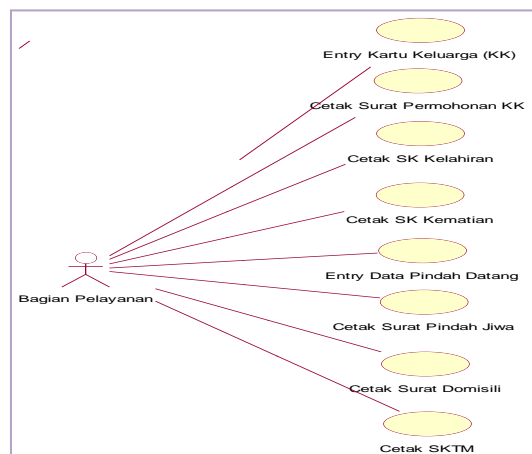 Entry Kartu Keluarga (KK)
Cetak Surat Permohonan KK
Cetak SK Kelahiran
Cetak SK Kematian
Entry Data Pindah Datang
Bagian Pelayanan
Cetak Surat Pindah Jiwa
Cetak Surat Domisili
Cetak SKTM